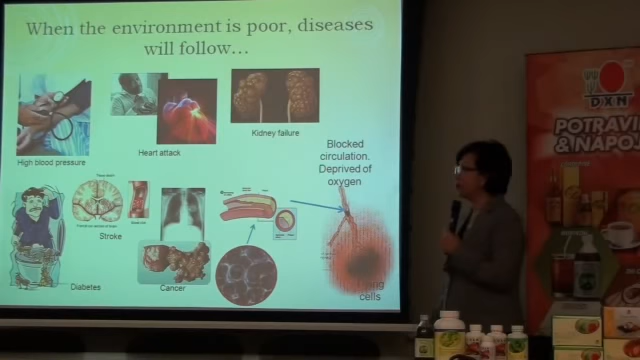 When the environment is poor, diseases
will follow…
High blood pressure
Heart attack
Kidney failure
Blocked
circulation.
Deprived of
oxygen
Stroke
Diabetes
Cancer
cells
DXN
POTRAVI
& NAPOJ